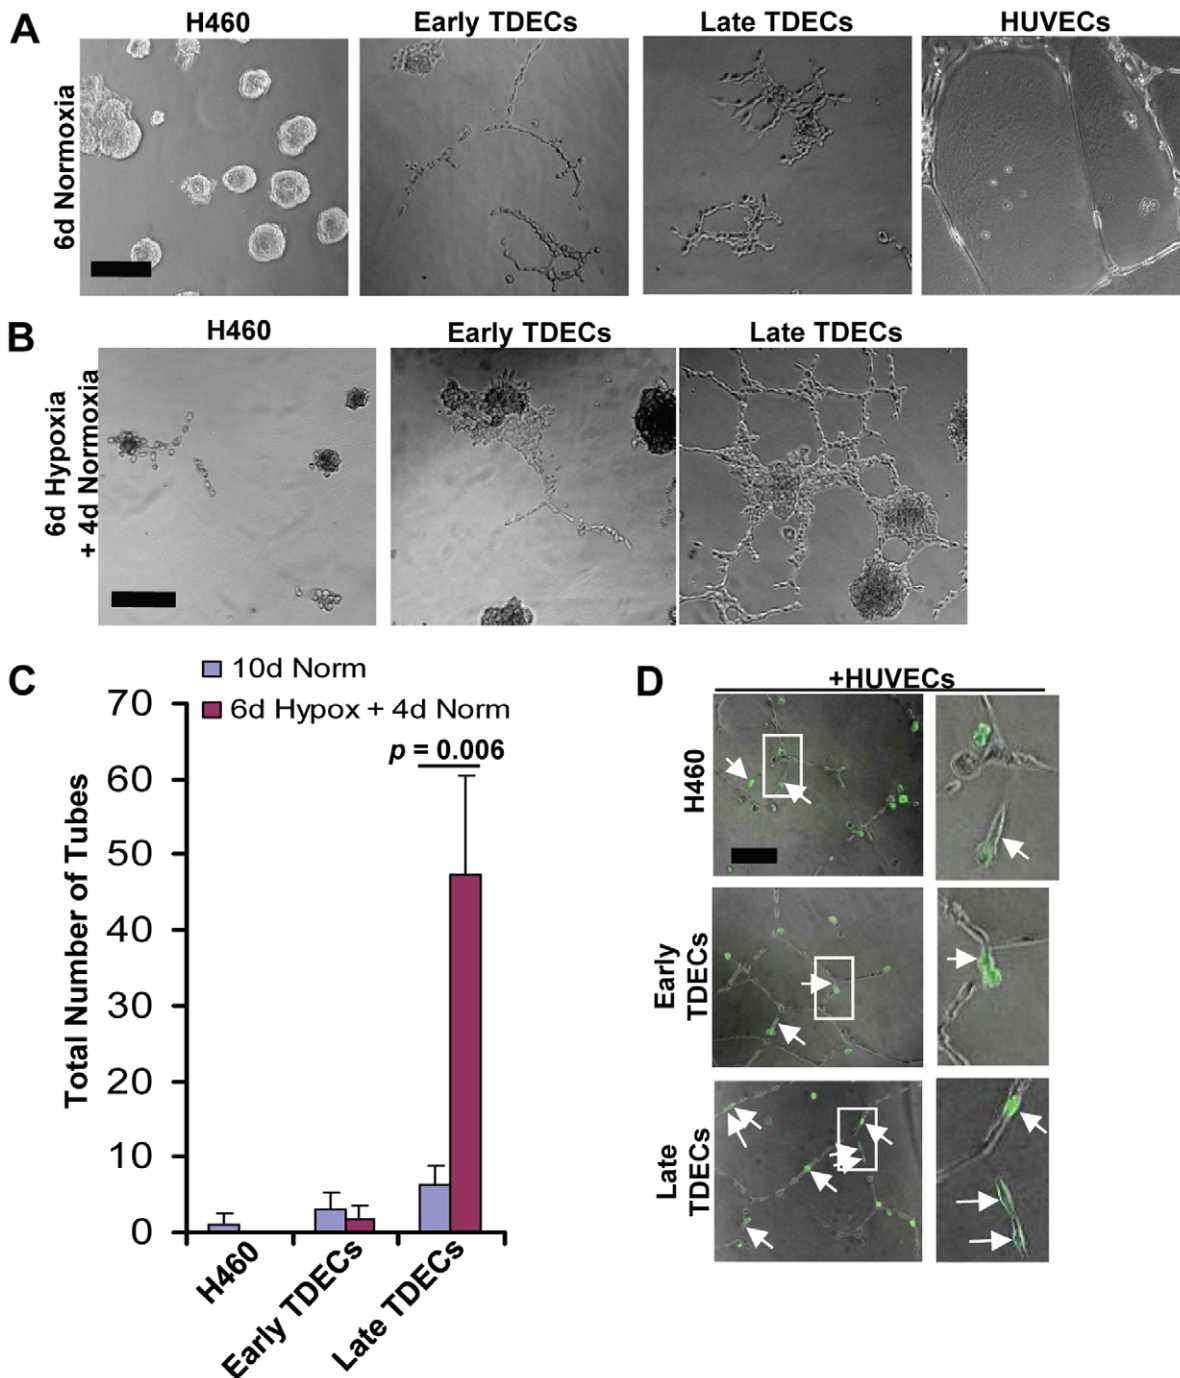 A
H460
Early TDECs
Late TDECs
HUVECs
6d Normoxia
B
H460
Early TDECs
Late TDECs
6d Hypoxia
+ 4d Normoxia
C
10d Norm
6d Hypox + 4d Norm
p = 0.006
Total Number of Tubes
70
60
50
40
30
20
10
0
H460
Early TDECs
Late TDECs
D
+HUVECs
H460
Early
TDECs
Late
TDECs